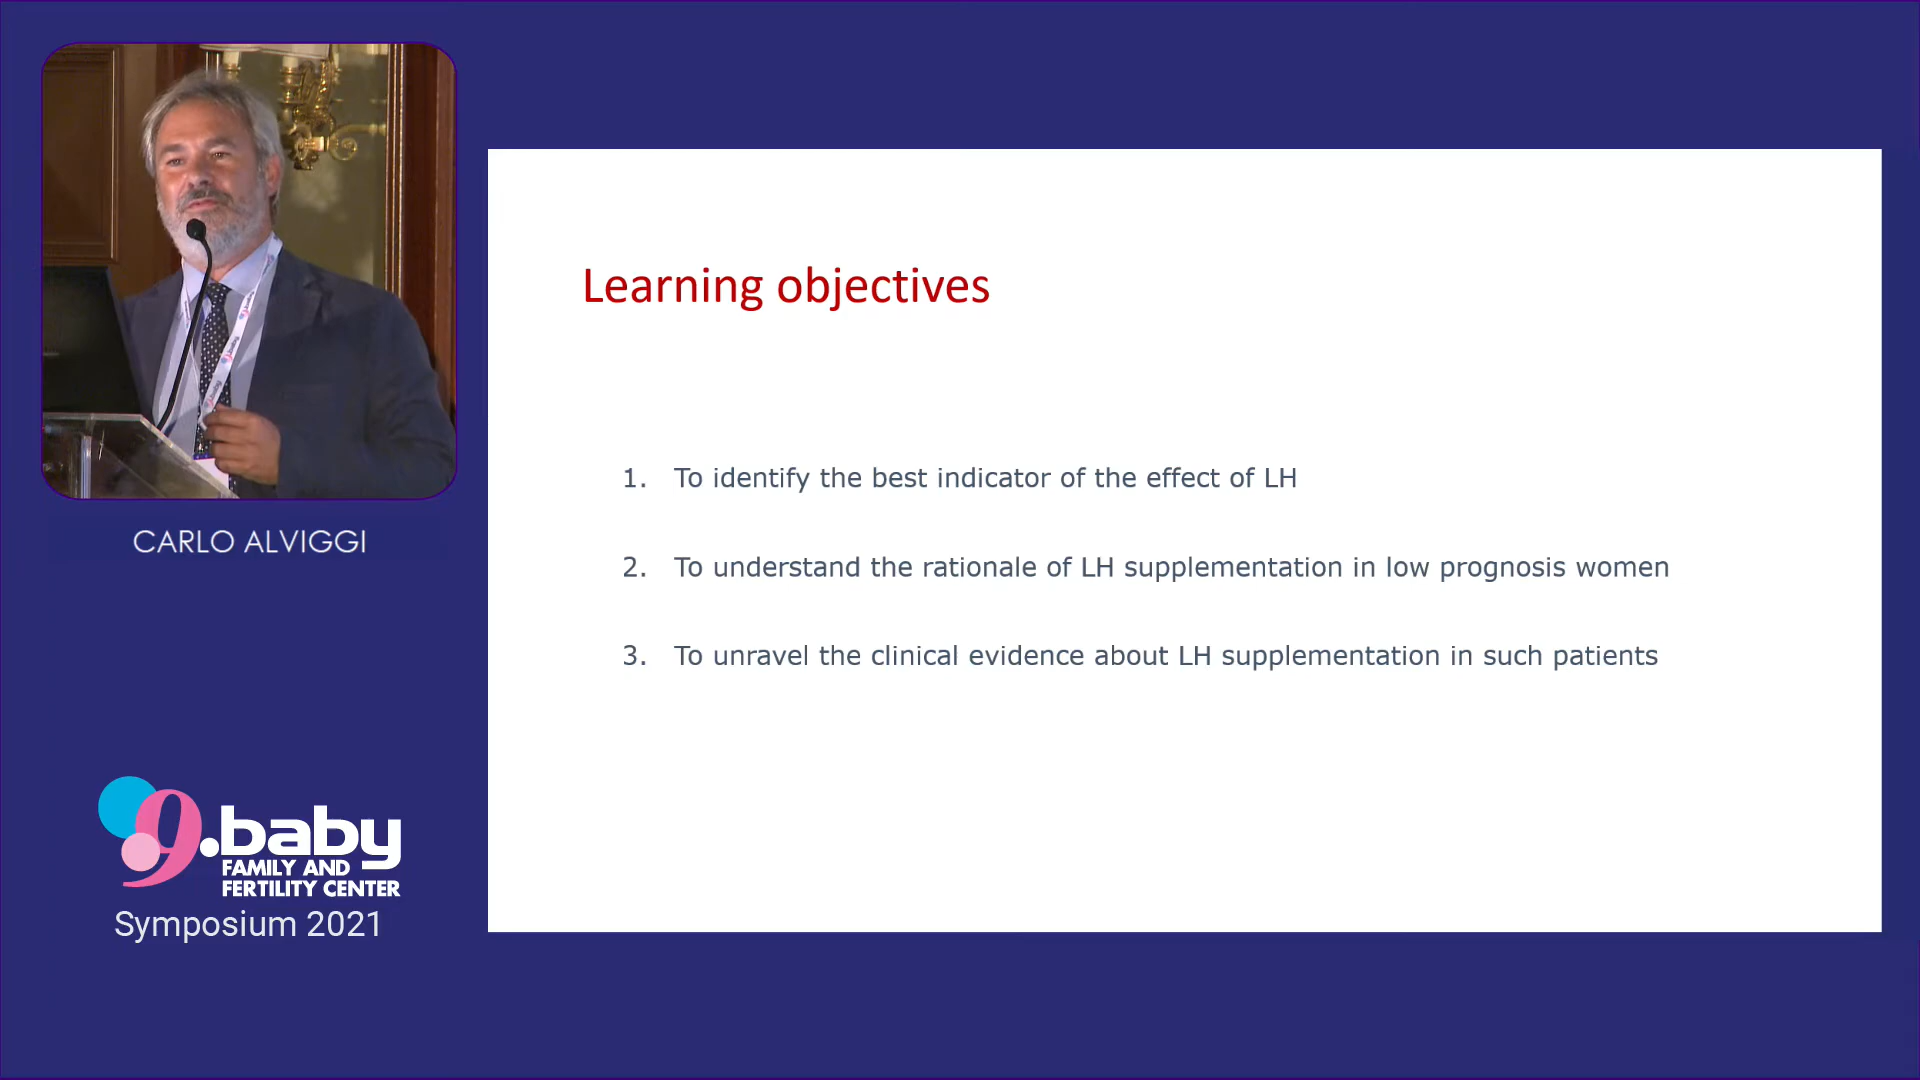 CARLO ALVIGGI
9.baby
FAMILY AND
FERTILITY CENTER
Symposium 2021
Learning objectives
1. To identify the best indicator of the effect of LH
2. To understand the rationale of LH supplementation in low prognosis women
3. To unravel the clinical evidence about LH supplementation in such patients